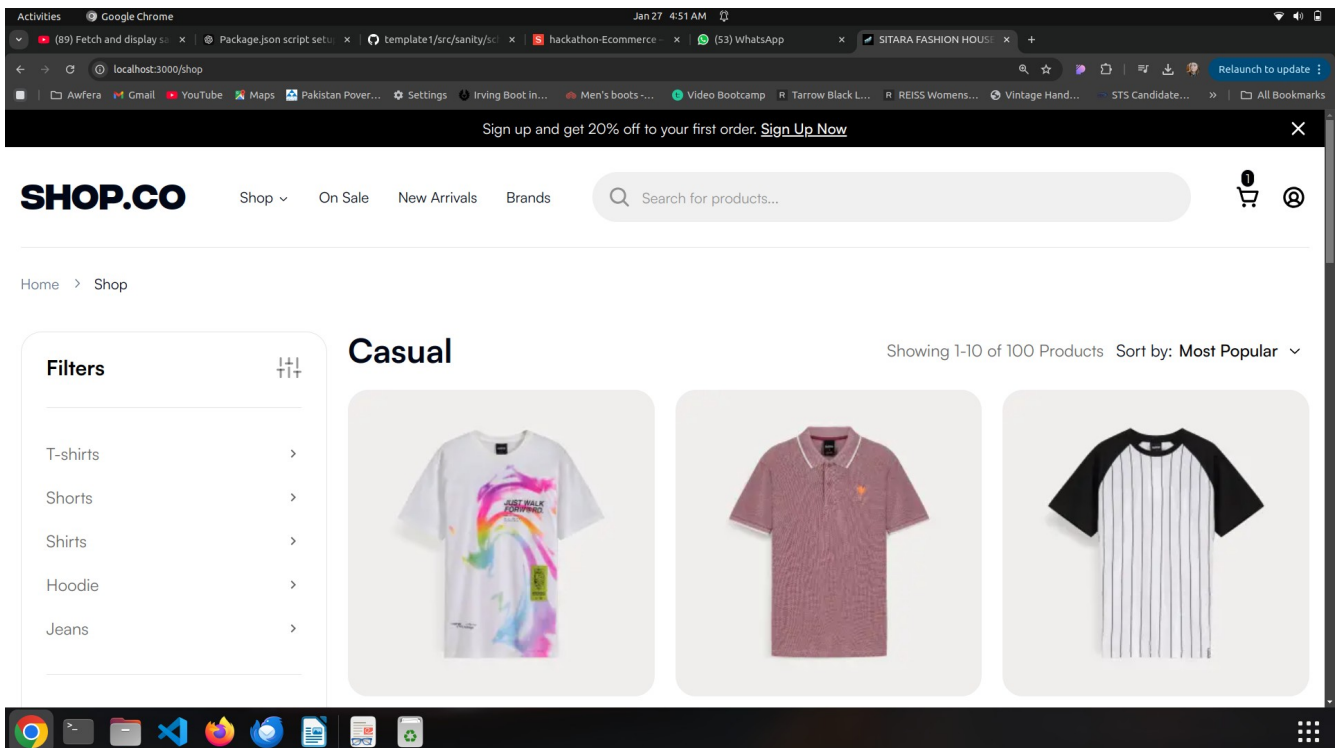 Activities Google Chrome Jan 27 4:51 AM
(89) Fetch and display sa Package.json script setu template1/src/sanity/sc hackathon-Ecommerce- (53) WhatsApp SITARA FASHION HOUSE
localhost:3000/shop Relaunch to update
Awfera Gmail YouTube Maps Pakistan Pover... Settings Irving Boot in... Men's boots -... Video Bootcamp Tarrow Black L... REISS Womens... Vintage Hand... STS Candidate... » All Bookmarks
Sign up and get 20% off to your first order. Sign Up Now
SHOP.CO Shop On Sale New Arrivals Brands Search for products... 1
Home > Shop
Filters
Casual Showing 1-10 of 100 Products Sort by: Most Popular
T-shirts
Shorts
Shirts
Hoodie
Jeans
JUST WALK
FORWARD.